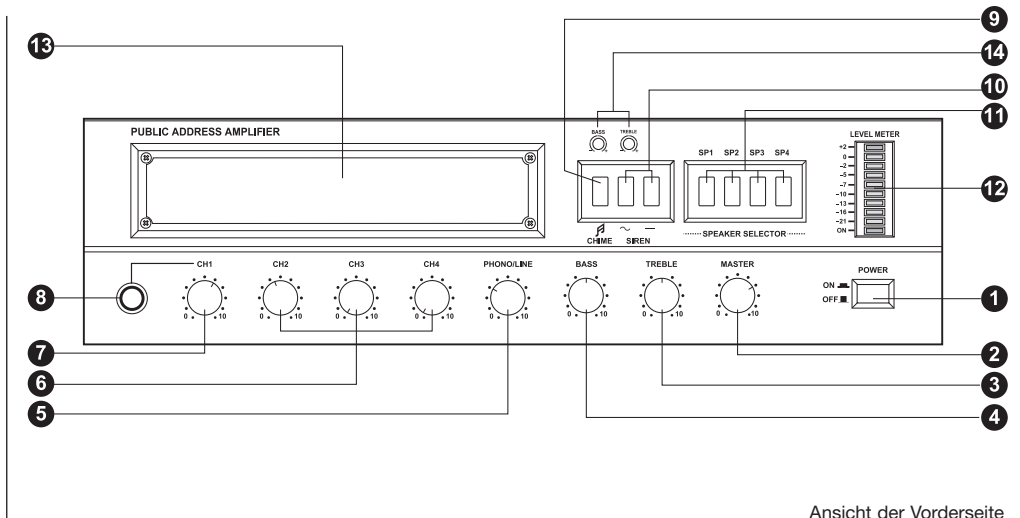 9
13
14
10
11
PUBLIC ADDRESS AMPLIFIER
BASS TREBLE
LEVEL METER
SP1 SP2 SP3 SP4
+2
0
–2
–5
–7
–10
–13
–16
–21
ON
12
CHIME SIREN
SPEAKER SELECTOR
CH1 CH2 CH3 CH4 PHONO/LINE BASS TREBLE MASTER
POWER
ON
OFF
0 10 0 10 0 10 0 10 0 10 0 10 0 10 0 10
8
1
7
2
6
3
5
4
Ansicht der Vorderseite